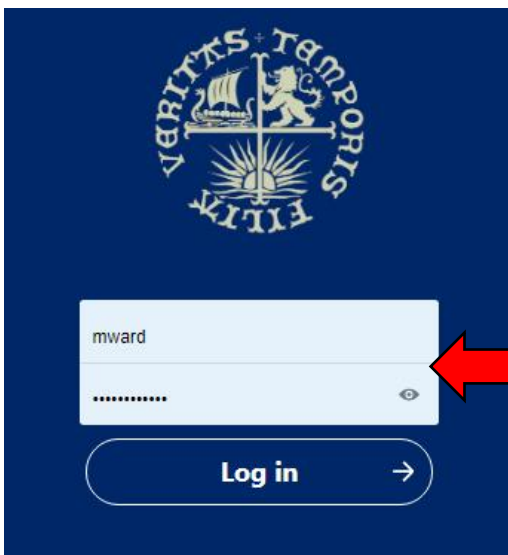 VERITAS TEMPORIS FILIA
mward
............
Log in